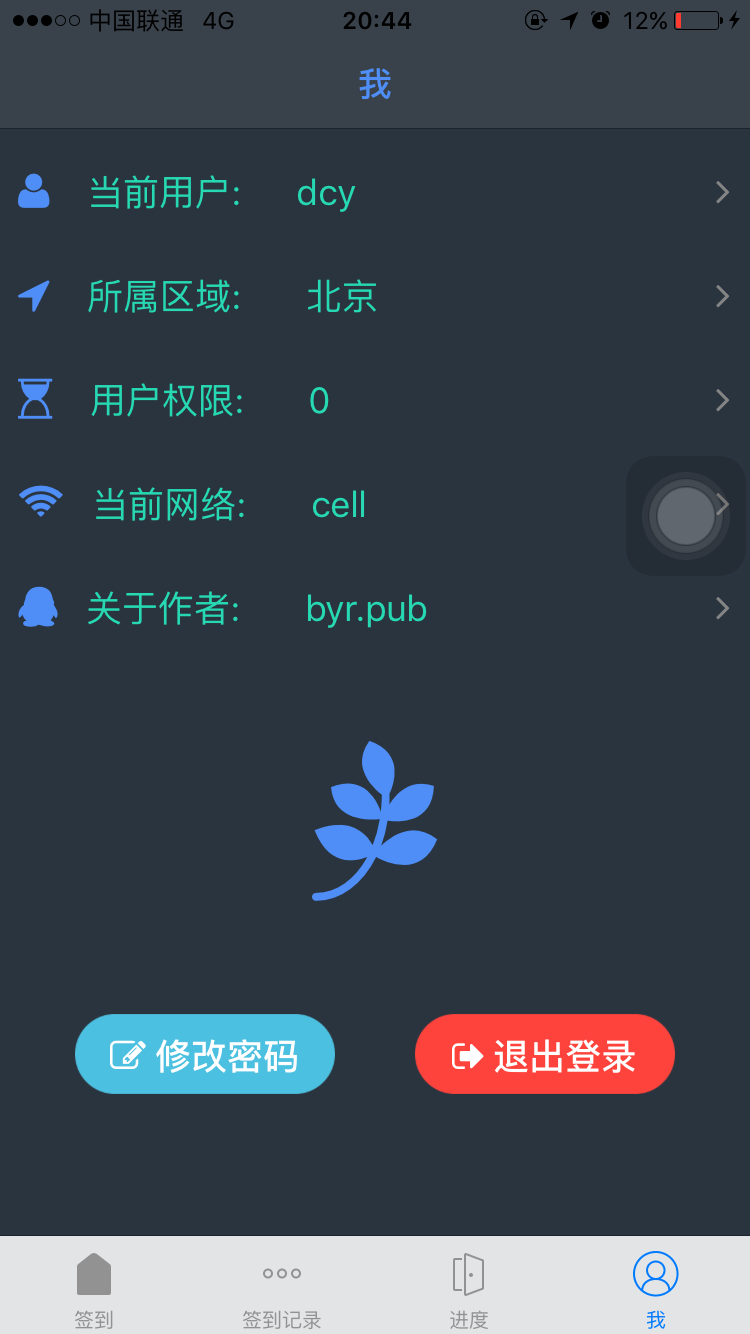 中国联通 4G 20:44 12%
我
当前用户: dcy
所属区域: 北京
用户权限: 0
当前网络: cell
关于作者: byr.pub
修改密码 退出登录
签到 签到记录 进度 我